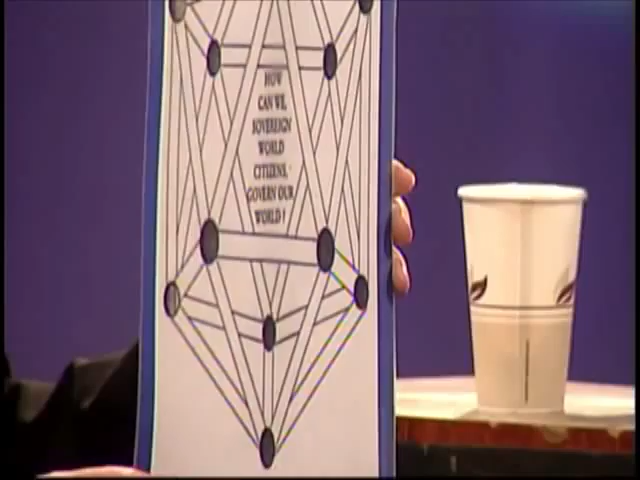 HOW
CAN WE,
SOVEREIGN
WORLD
CITIZENS,
GOVERN OUR
WORLD?